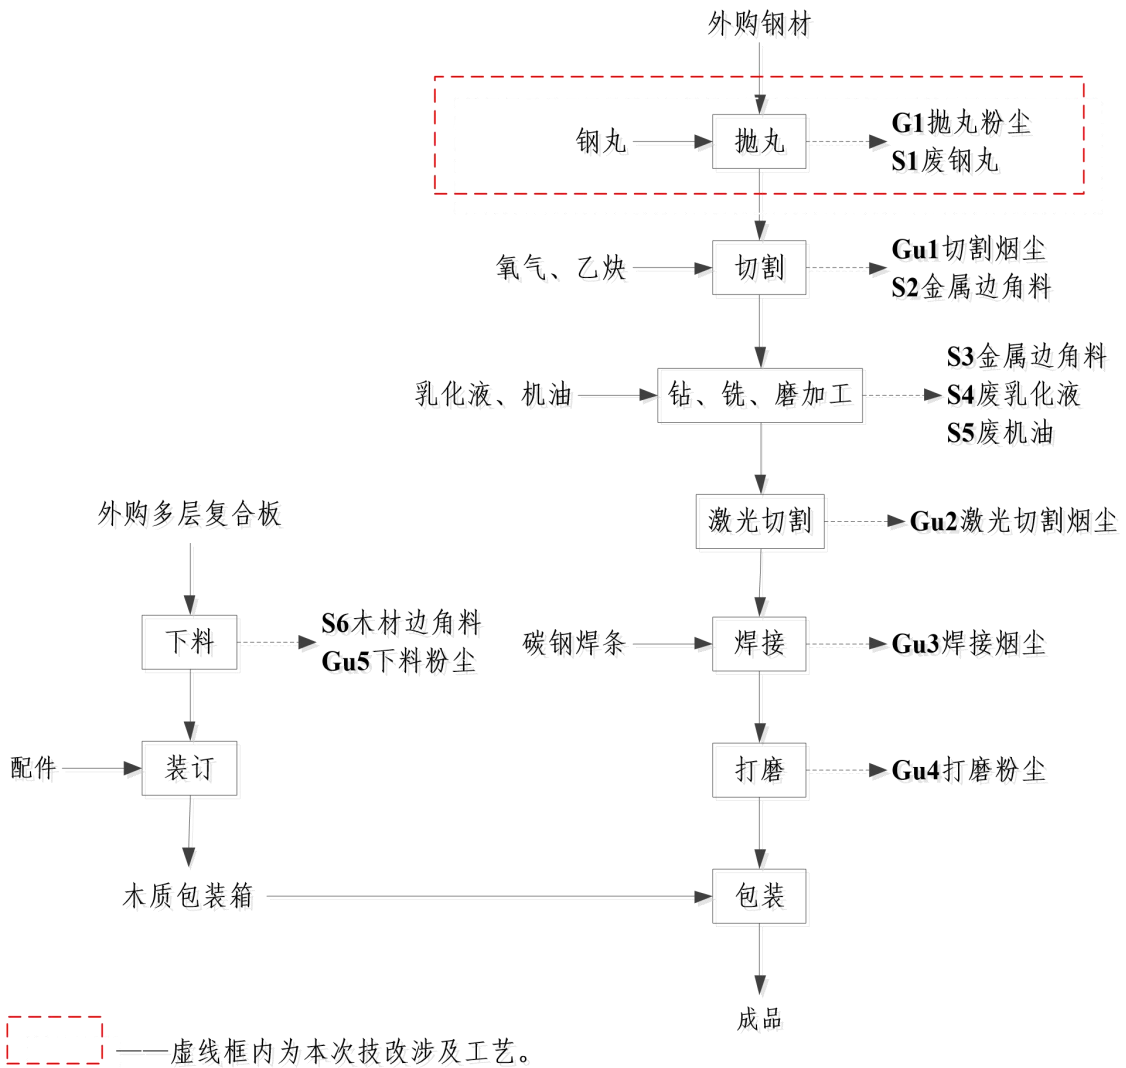 外购钢材
钢丸
抛丸
G1抛丸粉尘
S1废钢丸
氧气、乙炔
切割
Gu1切割烟尘
S2金属边角料
乳化液、机油
钻、铣、磨加工
S3金属边角料
S4废乳化液
S5废机油
外购多层复合板
激光切割
Gu2激光切割烟尘
下料
S6木材边角料
Gu5下料粉尘
碳钢焊条
焊接
Gu3焊接烟尘
配件
装订
打磨
Gu4打磨粉尘
木质包装箱
包装
成品
——虚线框内为本次技改涉及工艺。